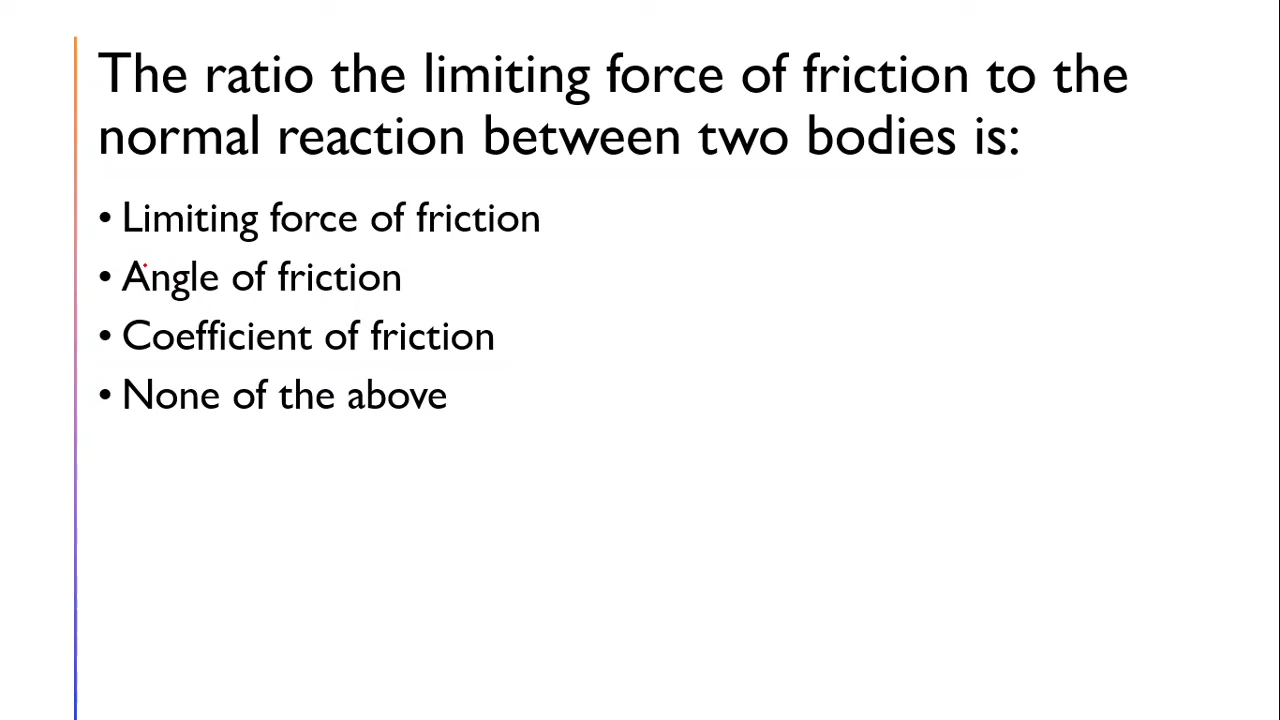 The ratio the limiting force of friction to the
normal reaction between two bodies is:
• Limiting force of friction
• Angle of friction
• Coefficient of friction
• None of the above